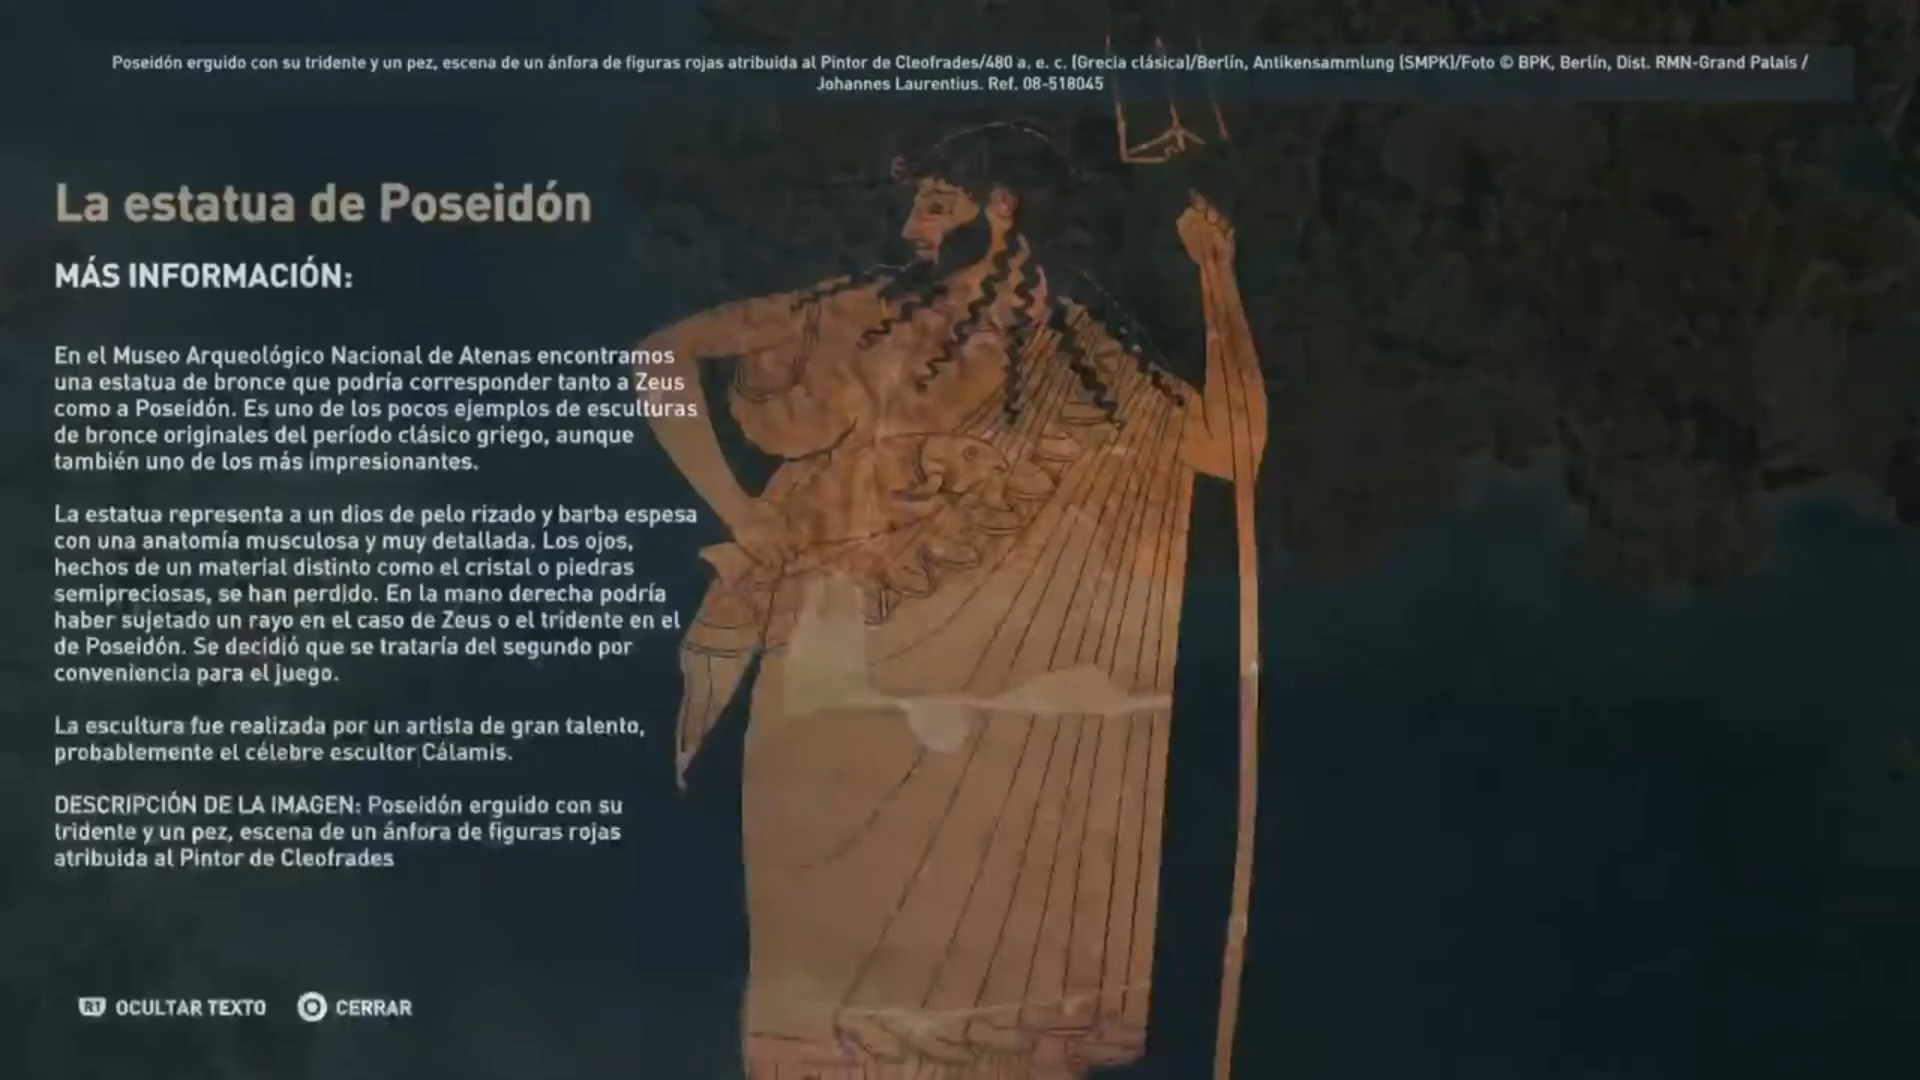 Poseidón erguido con su tridente y un pez, escena de un ánfora de figuras rojas atribuida al Pintor de Cleofrades/480 a. e. c. (Grecia clásica)/Berlín, Antikensammlung (SMPK)/Foto © BPK, Berlín, Dist. RMN-Grand Palais /
Johannes Laurentius. Ref. 08-518045
La estatua de Poseidón
MÁS INFORMACIÓN:
En el Museo Arqueológico Nacional de Atenas encontramos
una estatua de bronce que podría corresponder tanto a Zeus
como a Poseidón. Es uno de los pocos ejemplos de esculturas
de bronce originales del período clásico griego, aunque
también uno de los más impresionantes.
La estatua representa a un dios de pelo rizado y barba espesa
con una anatomía musculosa y muy detallada. Los ojos,
hechos de un material distinto como el cristal o piedras
semipreciosas, se han perdido. En la mano derecha podría
haber sujetado un rayo en el caso de Zeus o el tridente en el
de Poseidón. Se decidió que se trataría del segundo por
conveniencia para el juego.
La escultura fue realizada por un artista de gran talento,
probablemente el célebre escultor Cálamis.
DESCRIPCIÓN DE LA IMAGEN: Poseidón erguido con su
tridente y un pez, escena de un ánfora de figuras rojas
atribuida al Pintor de Cleofrades
R1 OCULTAR TEXTO CERRAR